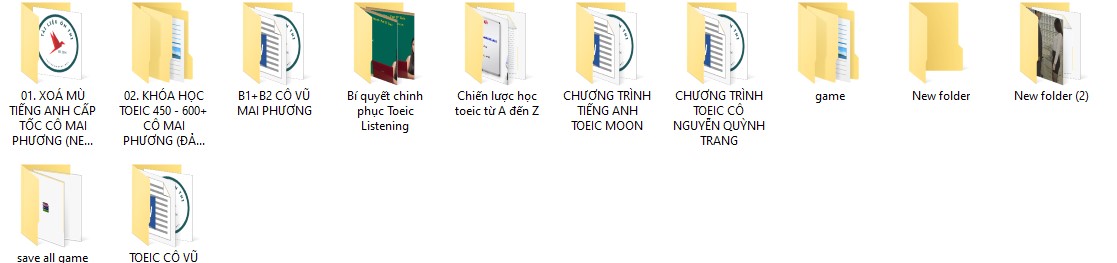 01. XOÁ MÙ
TIẾNG ANH CẤP
TỐC CÔ MAI
PHƯƠNG (NE...
02. KHÓA HỌC
TOEIC 450 - 600+
CÔ MAI
PHƯƠNG (ĐẢ...
B1+B2 CÔ VŨ
MAI PHƯƠNG
Bí quyết chinh
phục Toeic
Listening
Chiến lược học
toeic từ A đến Z
CHƯƠNG TRÌNH
TIẾNG ANH
TOEIC MOON
CHƯƠNG TRÌNH
TOEIC CÔ
NGUYỄN QUỲNH
TRANG
game
New folder
New folder (2)
save all game
TOEIC CÔ VŨ